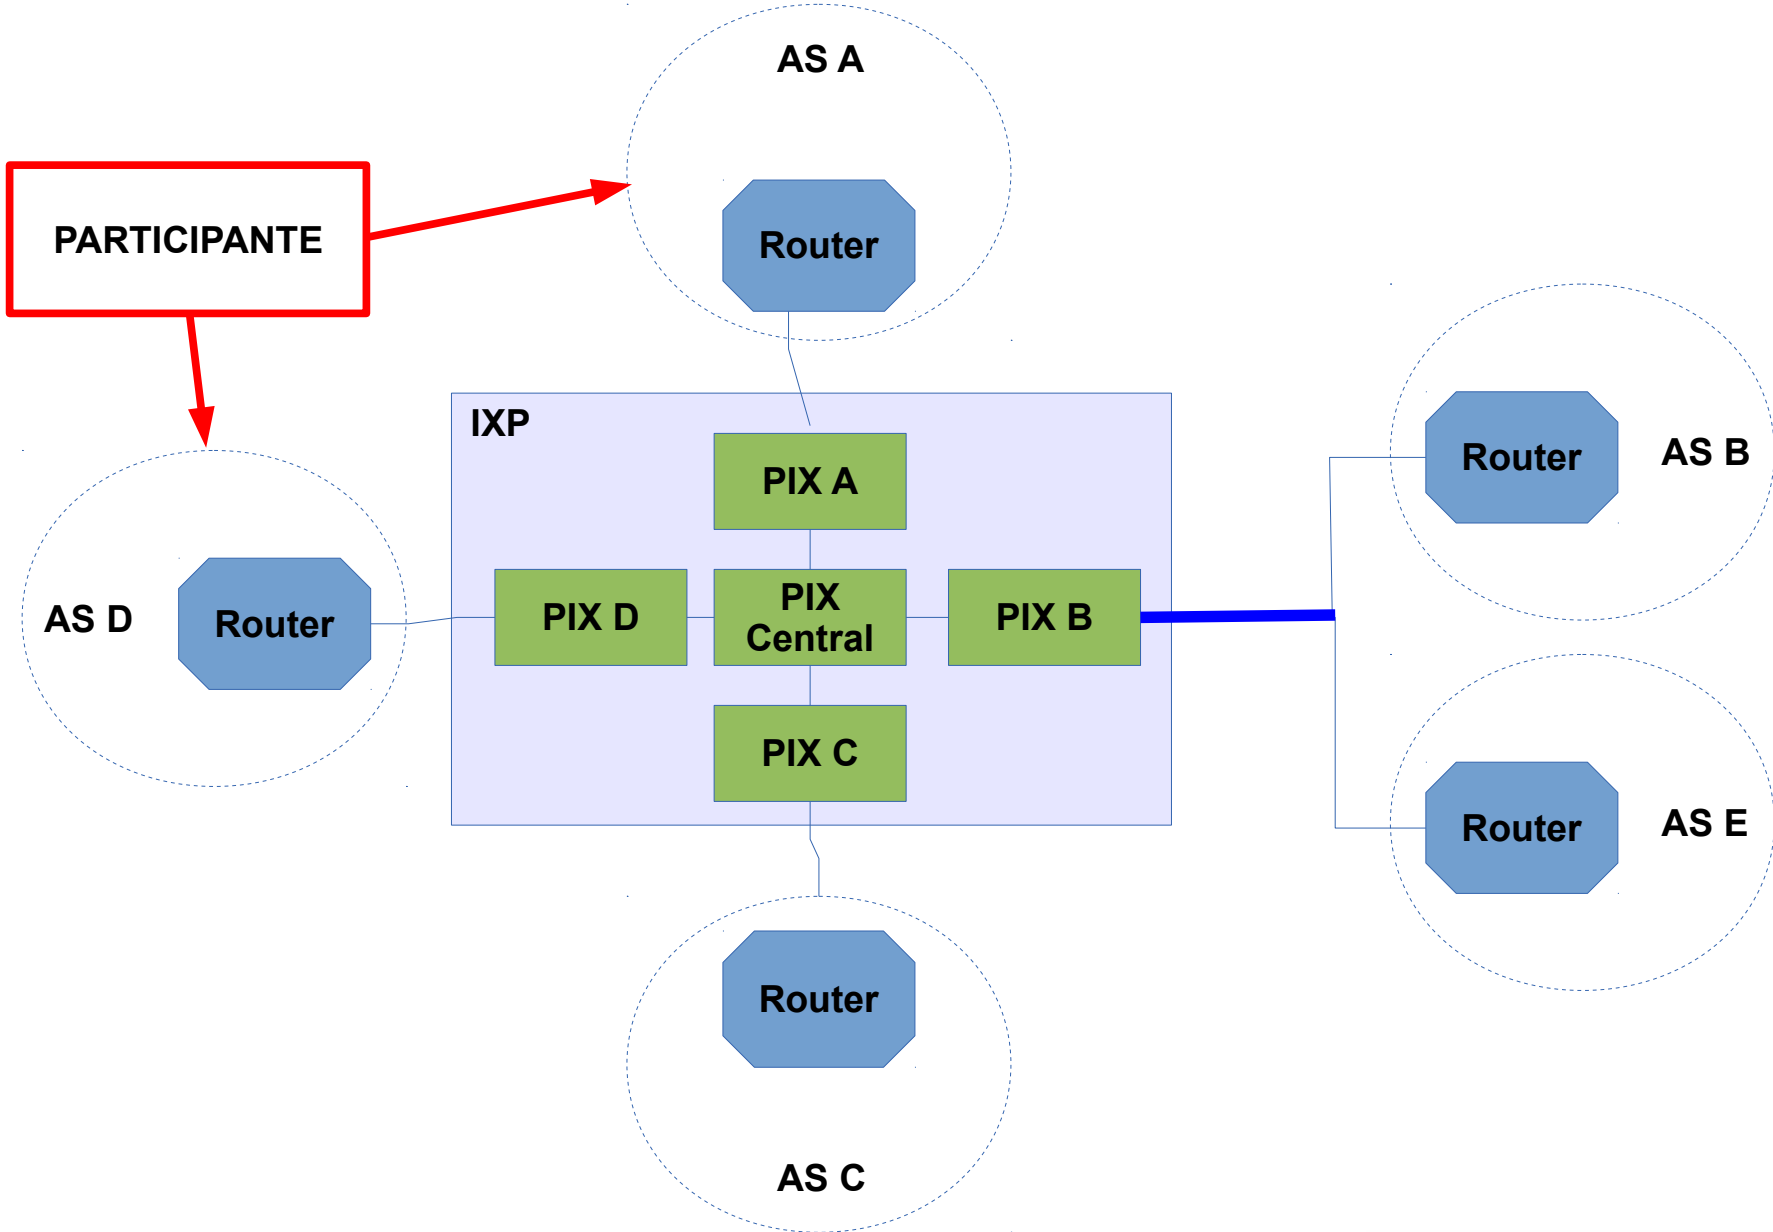 AS A
PARTICIPANTE
Router
IXP
PIX A
Router
AS B
PIX D
PIX
Central
PIX B
AS D
Router
PIX C
Router
AS E
Router
AS C